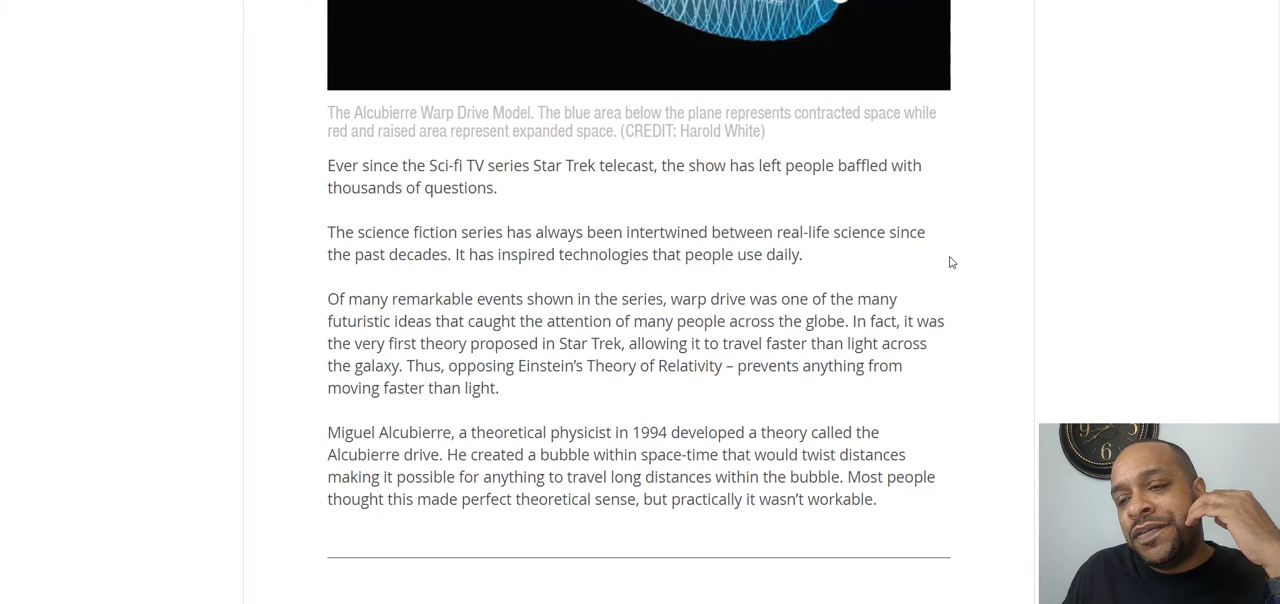 The Alcubierre Warp Drive Model. The blue area below the plane represents contracted space while
red and raised area represent expanded space. (CREDIT: Harold White)
Ever since the Sci-fi TV series Star Trek telecast, the show has left people baffled with
thousands of questions.
The science fiction series has always been intertwined between real-life science since
the past decades. It has inspired technologies that people use daily.
Of many remarkable events shown in the series, warp drive was one of the many
futuristic ideas that caught the attention of many people across the globe. In fact, it was
the very first theory proposed in Star Trek, allowing it to travel faster than light across
the galaxy. Thus, opposing Einstein’s Theory of Relativity – prevents anything from
moving faster than light.
Miguel Alcubierre, a theoretical physicist in 1994 developed a theory called the
Alcubierre drive. He created a bubble within space-time that would twist distances
making it possible for anything to travel long distances within the bubble. Most people
thought this made perfect theoretical sense, but practically it wasn’t workable.
9 6 3